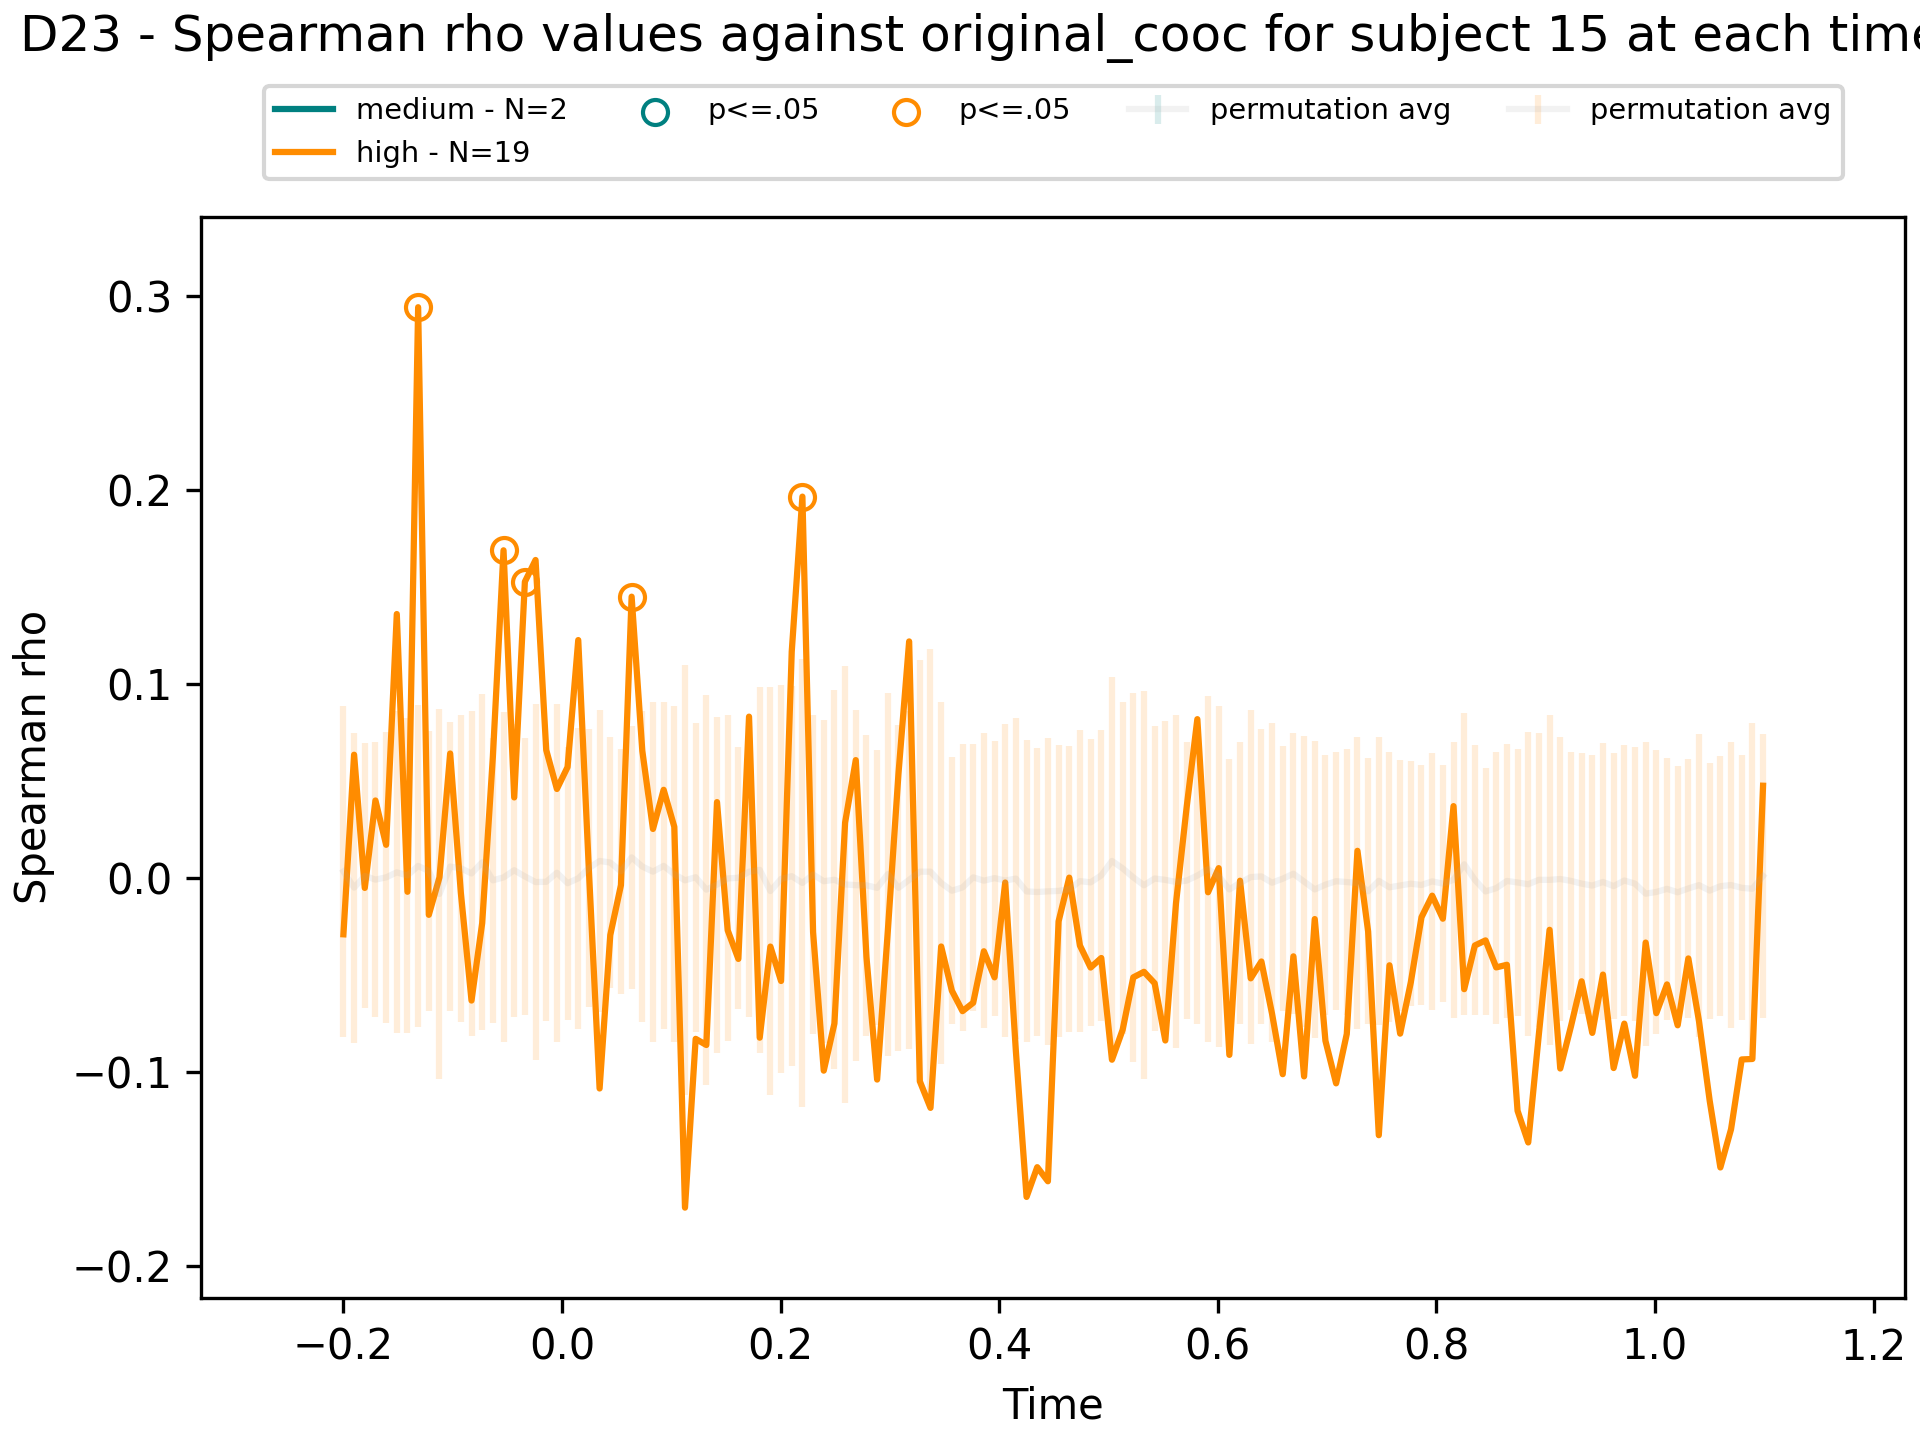 D23 - Spearman rho values against original_cooc for subject 15 at each time
medium - N=2
high - N=19
p<=.05
p<=.05
permutation avg
permutation avg
Spearman rho
0.3
0.2
0.1
0.0
−0.1
−0.2
−0.2 0.0 0.2 0.4 0.6 0.8 1.0 1.2
Time